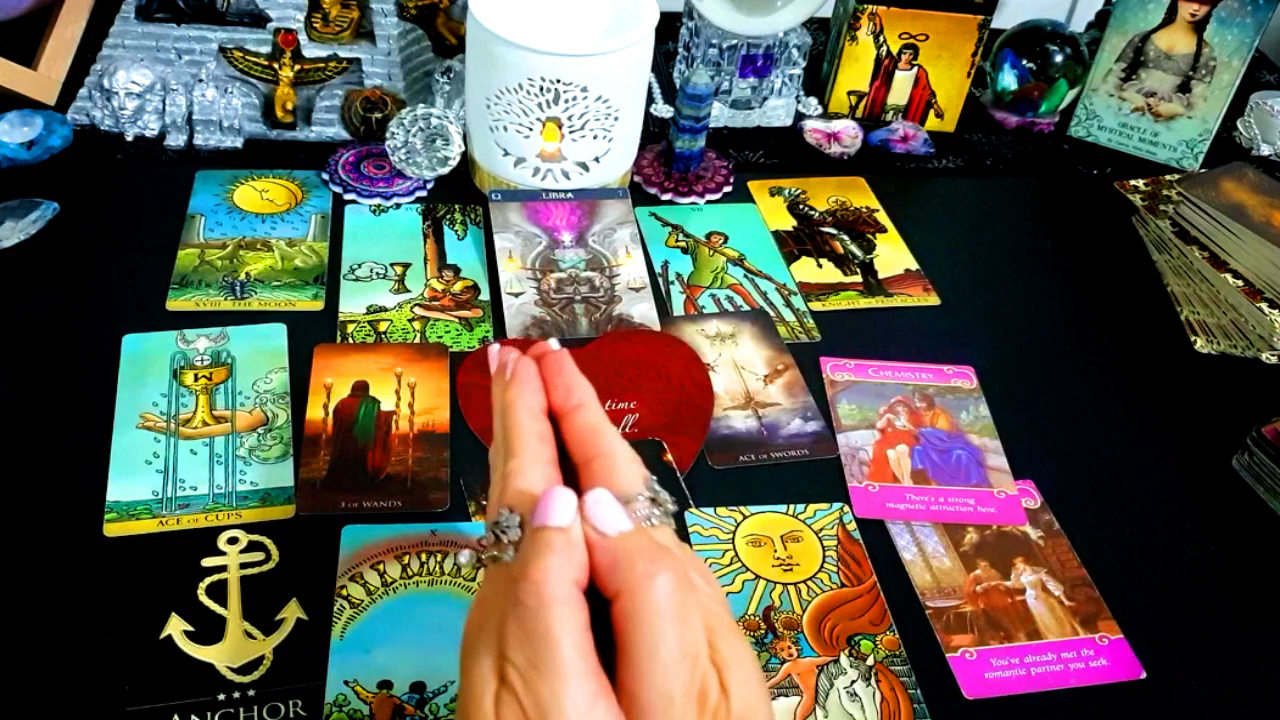 ORACLE OF
MYSTICAL MOMENTS
LIBRA
7
VII
XVIII THE MOON
KNIGHT OF PENTACLES
CHEMISTRY
There's a strong
magnetic attraction here.
time
ll.
ACE OF SWORDS
3 OF WANDS
ACE OF CUPS
X
You've already met the
romantic partner you seek.
ANCHOR